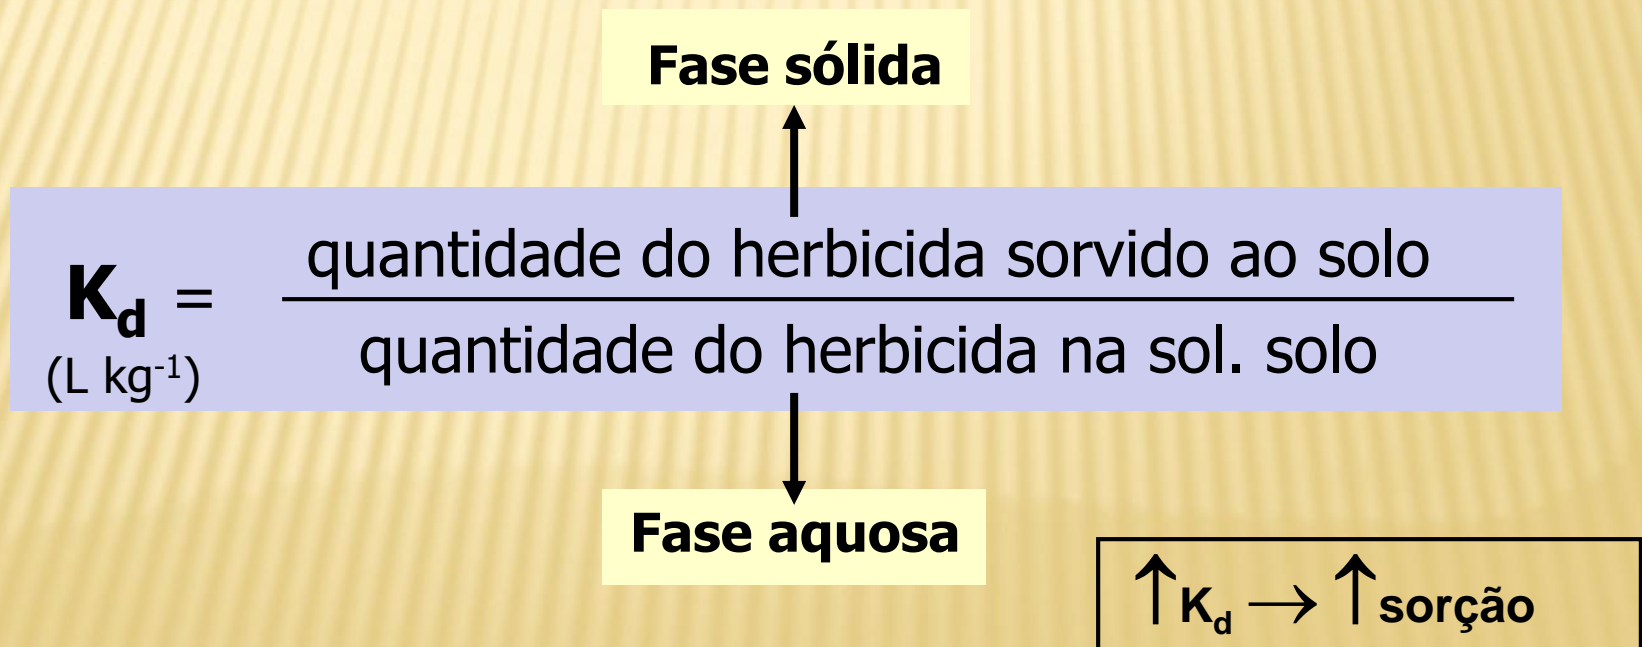 Fase sólida
quantidade do herbicida sorvido ao solo
Kd =
(L kg-1)
quantidade do herbicida na sol. solo
Fase aquosa
↑Kd → ↑sorção